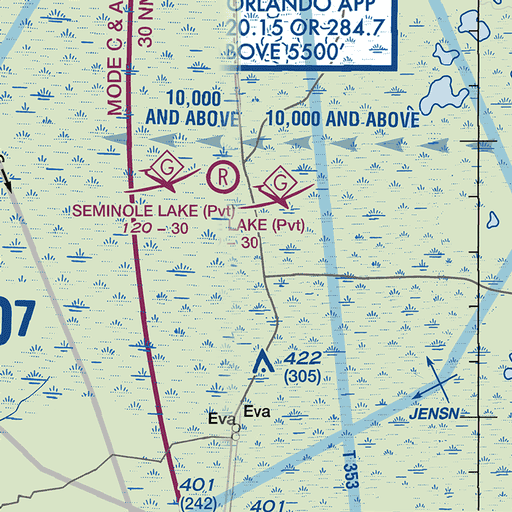 ORLANDO APP
20.15 OR 284.7
BOVE 5500'
MODE C & A
30 NM
10,000
AND ABOVE
10,000 AND ABOVE
G
R
G
SEMINOLE LAKE (Pvt)
120 - 30
LAKE (Pvt)
30
07
422
(305)
Eva
Eva
JENSN
T 353
401
(242)
401